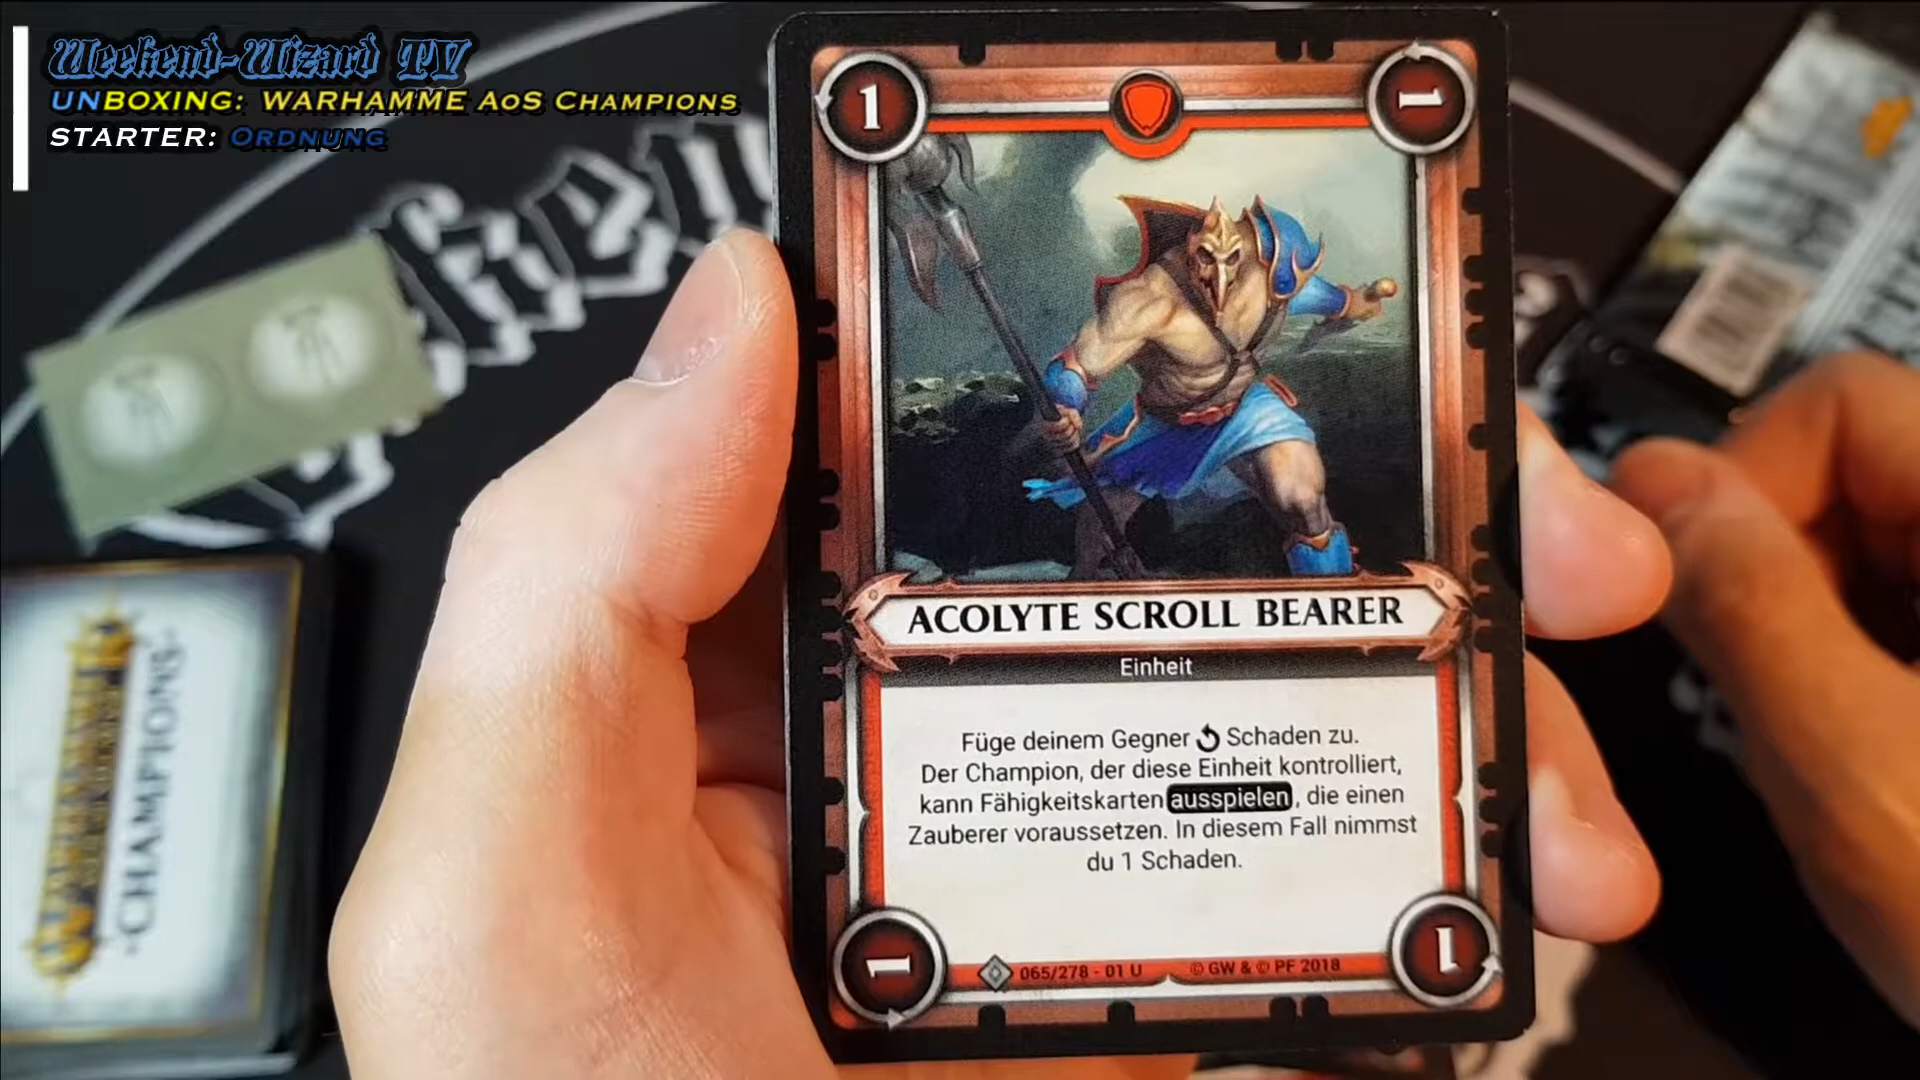 Weekend-Wizard TV
UNBOXING: WARHAMME AoS CHAMPIONS
STARTER: ORDNUNG
1
1
ACOLYTE SCROLL BEARER
Einheit
Füge deinem Gegner Schaden zu.
Der Champion, der diese Einheit kontrolliert,
kann Fähigkeitskarten ausspielen, die einen
Zauberer voraussetzen. In diesem Fall nimmst
du 1 Schaden.
1
1
065/278 - 01 U © GW & © PF 2018
·CHAMPIONS·